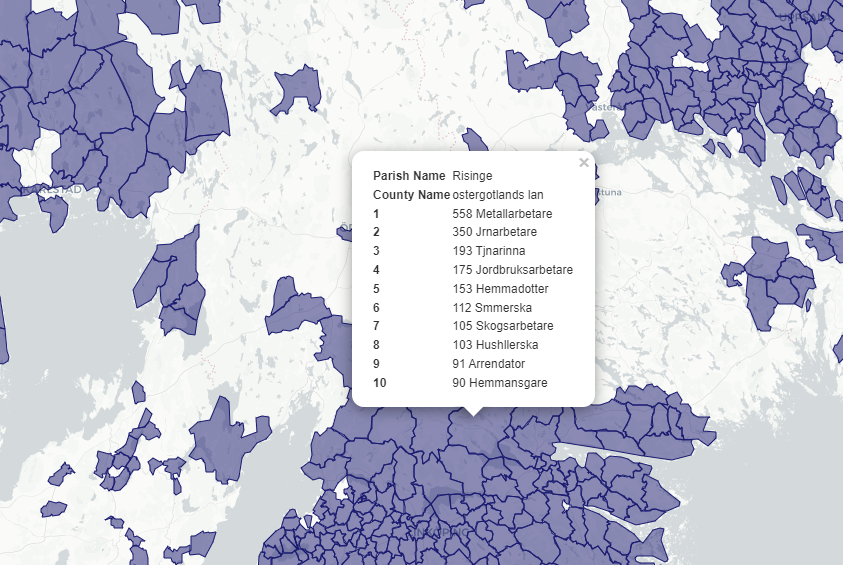 UPPSALA
Parish Name Risinge
County Name ostergotlands lan
1 558 Metallarbetare
2 350 Jrnarbetare
3 193 Tjnarinna
4 175 Jordbruksarbetare
5 153 Hemmadotter
6 112 Smmerska
7 105 Skogsarbetare
8 103 Hushllerska
9 91 Arrendator
10 90 Hemmansgare
×